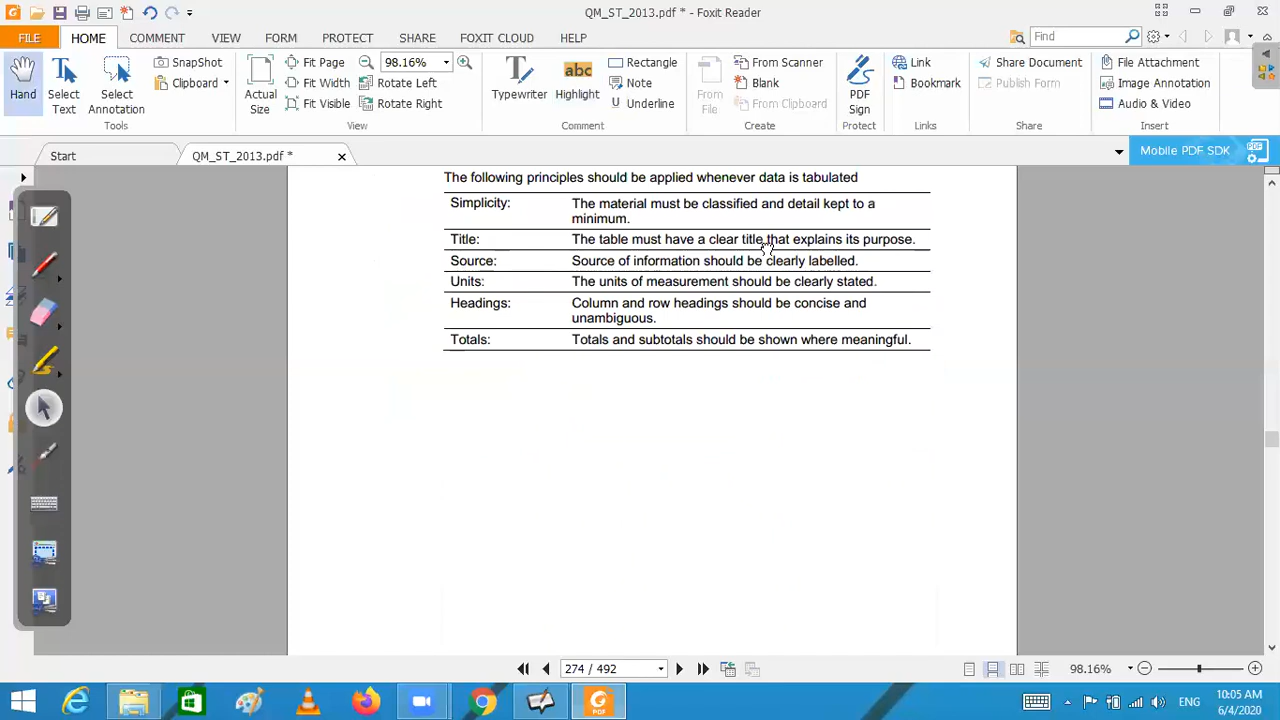 QM_ST_2013.pdf * - Foxit Reader
FILE HOME COMMENT VIEW FORM PROTECT SHARE FOXIT CLOUD HELP
Find
Hand
Select Text
Select Annotation
SnapShot
Clipboard
Tools
Actual Size
Fit Page
Fit Width
Fit Visible
98.16%
Rotate Left
Rotate Right
View
Typewriter
abc
Highlight
Rectangle
Note
Underline
Comment
From File
From Scanner
Blank
From Clipboard
Create
PDF Sign
Protect
Link
Bookmark
Links
Share Document
Publish Form
Share
File Attachment
Image Annotation
Audio & Video
Insert
Start
QM_ST_2013.pdf *
Mobile PDF SDK
The following principles should be applied whenever data is tabulated
Simplicity: The material must be classified and detail kept to a
minimum.
Title: The table must have a clear title that explains its purpose.
Source: Source of information should be clearly labelled.
Units: The units of measurement should be clearly stated.
Headings: Column and row headings should be concise and
unambiguous.
Totals: Totals and subtotals should be shown where meaningful.
274 / 492
98.16%
ENG
10:05 AM
6/4/2020